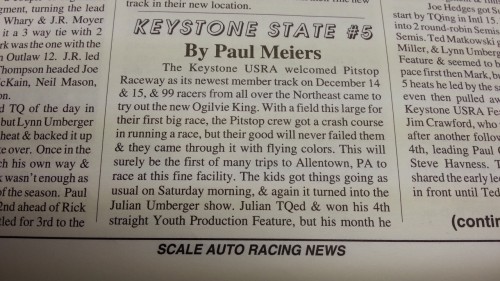 gment, turning the lead
Whary & J.R. Moyer
it a 3 way tie with 2
rk was the one with the
n Outlaw 12. J.R. led
Thompson headed Joe
cKain, Neil Mason,
on.
d TQ of the day in
but Lynn Umberger
heat & backed it up
te over. Once in the
ch his own way &
k wasn't enough as
of the season. Paul
2nd ahead of Rick
tled for 3rd to the
track in their new location.
KEYSTONE STATE #5
By Paul Meiers
The Keystone USRA welcomed Pitstop
Raceway as its newest member track on December 14
& 15, & 99 racers from all over the Northeast came to
try out the new Ogilvie King. With a field this large for
their first big race, the Pitstop crew got a crash course
in running a race, but their good will never failed them
& they came through it with flying colors. This will
surely be the first of many trips to Allentown, PA to
race at this fine facility. The kids got things going as
usual on Saturday morning, & again it turned into the
Julian Umberger show. Julian TQed & won his 4th
straight Youth Production Feature, but his month he
Hodges got
start by TQing in Intl 15.
into 2 round-robin Semis
Semis. Ted Matkowski
Miller, & Lynn Umberg
Feature & seemed to b
pace first then Mark, bu
5 heats he led by the s
even then pulled aw
Keystone USRA Fe
Jim Crawford, who
after another follow
4th, leading Paul C
Steve Havness. T
shared the early le
in front until Ted
(contin
SCALE AUTO RACING NEWS